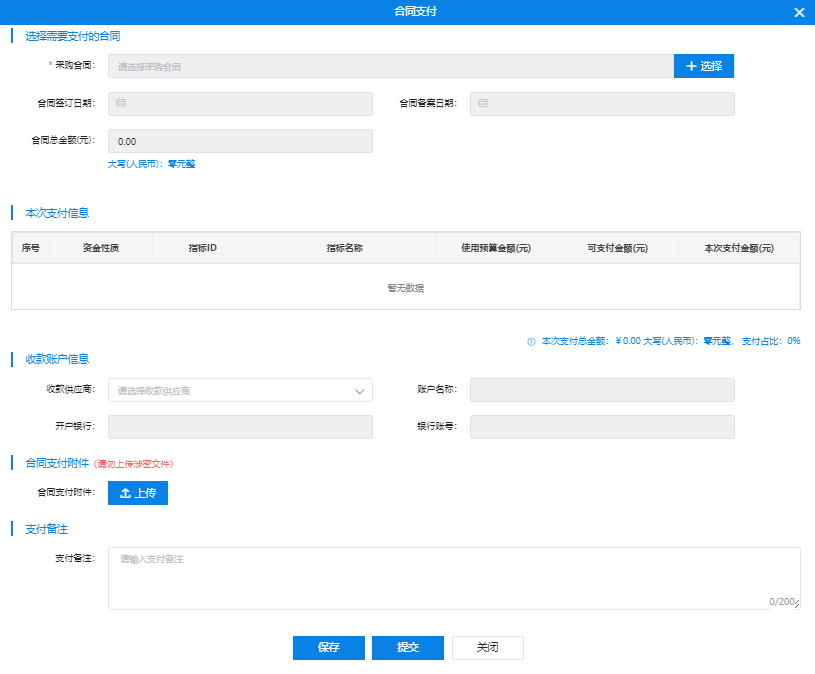 合同支付
选择需要支付的合同
* 采购合同： 请选择采购合同 + 选择
合同签订日期： 合同备案日期：
合同总金额(元)： 0.00
大写(人民币)：零元整
本次支付信息
序号 资金性质 指标ID 指标名称 使用预算金额(元) 可支付金额(元) 本次支付金额(元)
暂无数据
本次支付总金额：￥0.00 大写(人民币)：零元整， 支付占比：0%
收款账户信息
收款供应商： 请选择收款供应商 账户名称：
开户银行： 银行账号：
合同支付附件（请勿上传涉密文件）
合同支付附件： 上传
支付备注
支付备注： 请输入支付备注
0/200
保存 提交 关闭